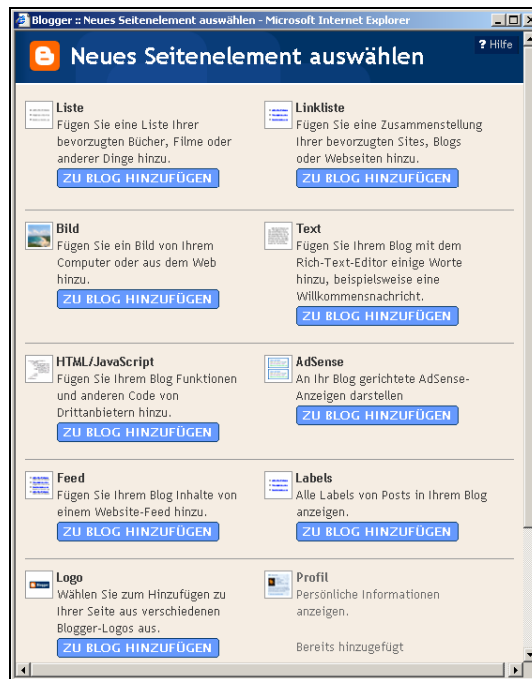 Blogger :: Neues Seitenelement auswählen - Microsoft Internet Explorer
Neues Seitenelement auswählen
? Hilfe
Liste
Fügen Sie eine Liste Ihrer
bevorzugten Bücher, Filme oder
anderer Dinge hinzu.
ZU BLOG HINZUFÜGEN
Linkliste
Fügen Sie eine Zusammenstellung
Ihrer bevorzugten Sites, Blogs
oder Webseiten hinzu.
ZU BLOG HINZUFÜGEN
Bild
Fügen Sie ein Bild von Ihrem
Computer oder aus dem Web
hinzu.
ZU BLOG HINZUFÜGEN
Text
Fügen Sie Ihrem Blog mit dem
Rich-Text-Editor einige Worte
hinzu, beispielsweise eine
Willkommensnachricht.
ZU BLOG HINZUFÜGEN
HTML/JavaScript
Fügen Sie Ihrem Blog Funktionen
und anderen Code von
Drittanbietern hinzu.
ZU BLOG HINZUFÜGEN
AdSense
An Ihr Blog gerichtete AdSense-
Anzeigen darstellen
ZU BLOG HINZUFÜGEN
Feed
Fügen Sie Ihrem Blog Inhalte von
einem Website-Feed hinzu.
ZU BLOG HINZUFÜGEN
Labels
Alle Labels von Posts in Ihrem Blog
anzeigen.
ZU BLOG HINZUFÜGEN
Logo
Wählen Sie zum Hinzufügen zu
Ihrer Seite aus verschiedenen
Blogger-Logos aus.
ZU BLOG HINZUFÜGEN
Profil
Persönliche Informationen
anzeigen.
Bereits hinzugefügt